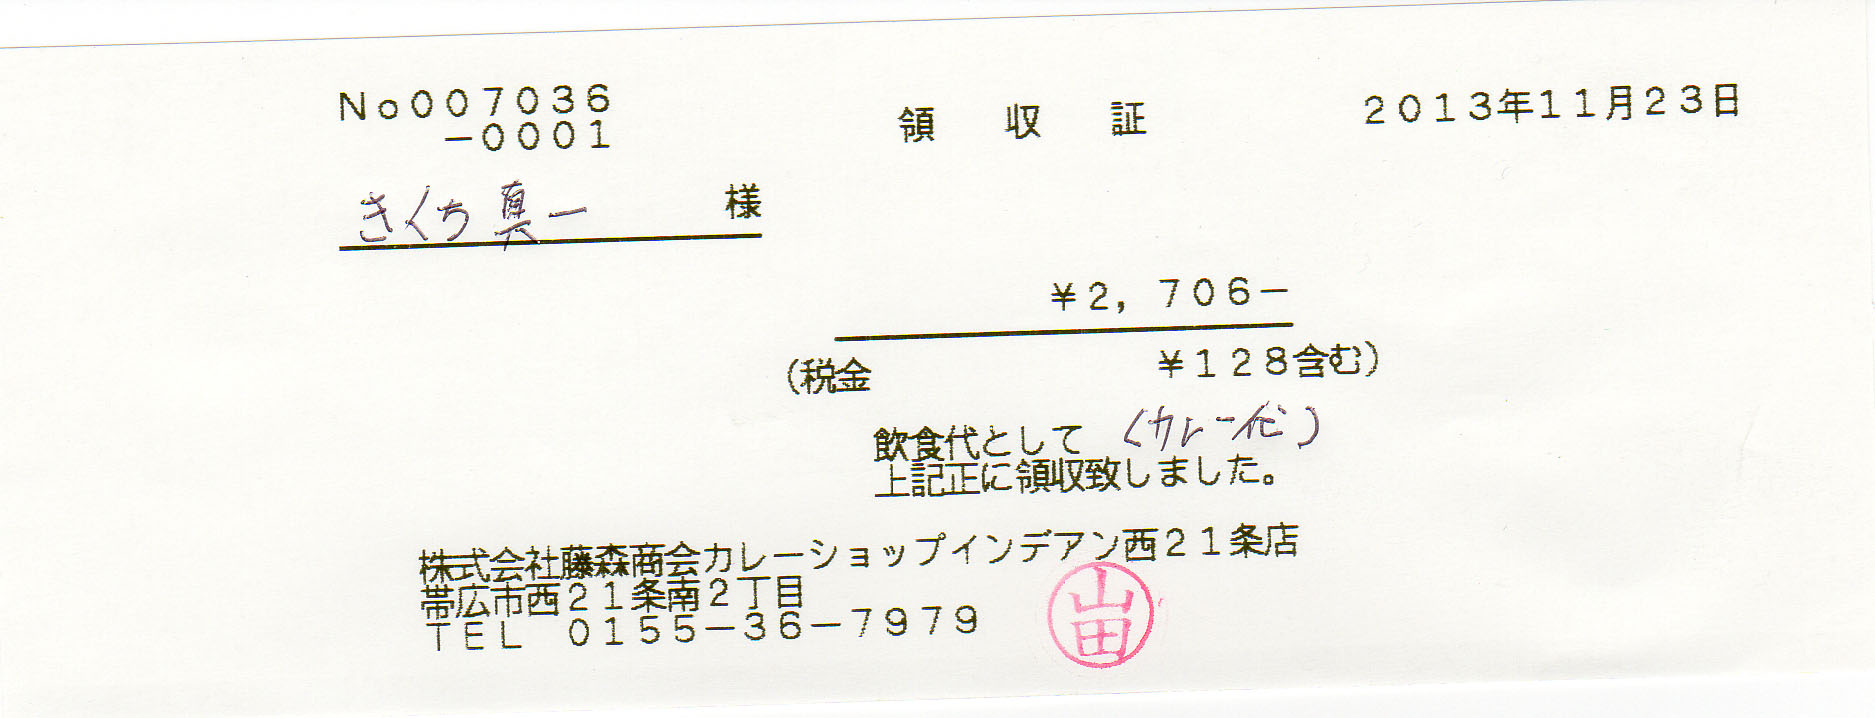 No007036
-0001
領 収 証
2013年11月23日
きくち 真一 様
¥2,706-
(税金 ¥128含む)
飲食代として (カレー代)
上記正に領収致しました。
株式会社藤森商会カレーショップインデアン西21条店
帯広市西21条南2丁目
TEL 0155-36-7979
山田